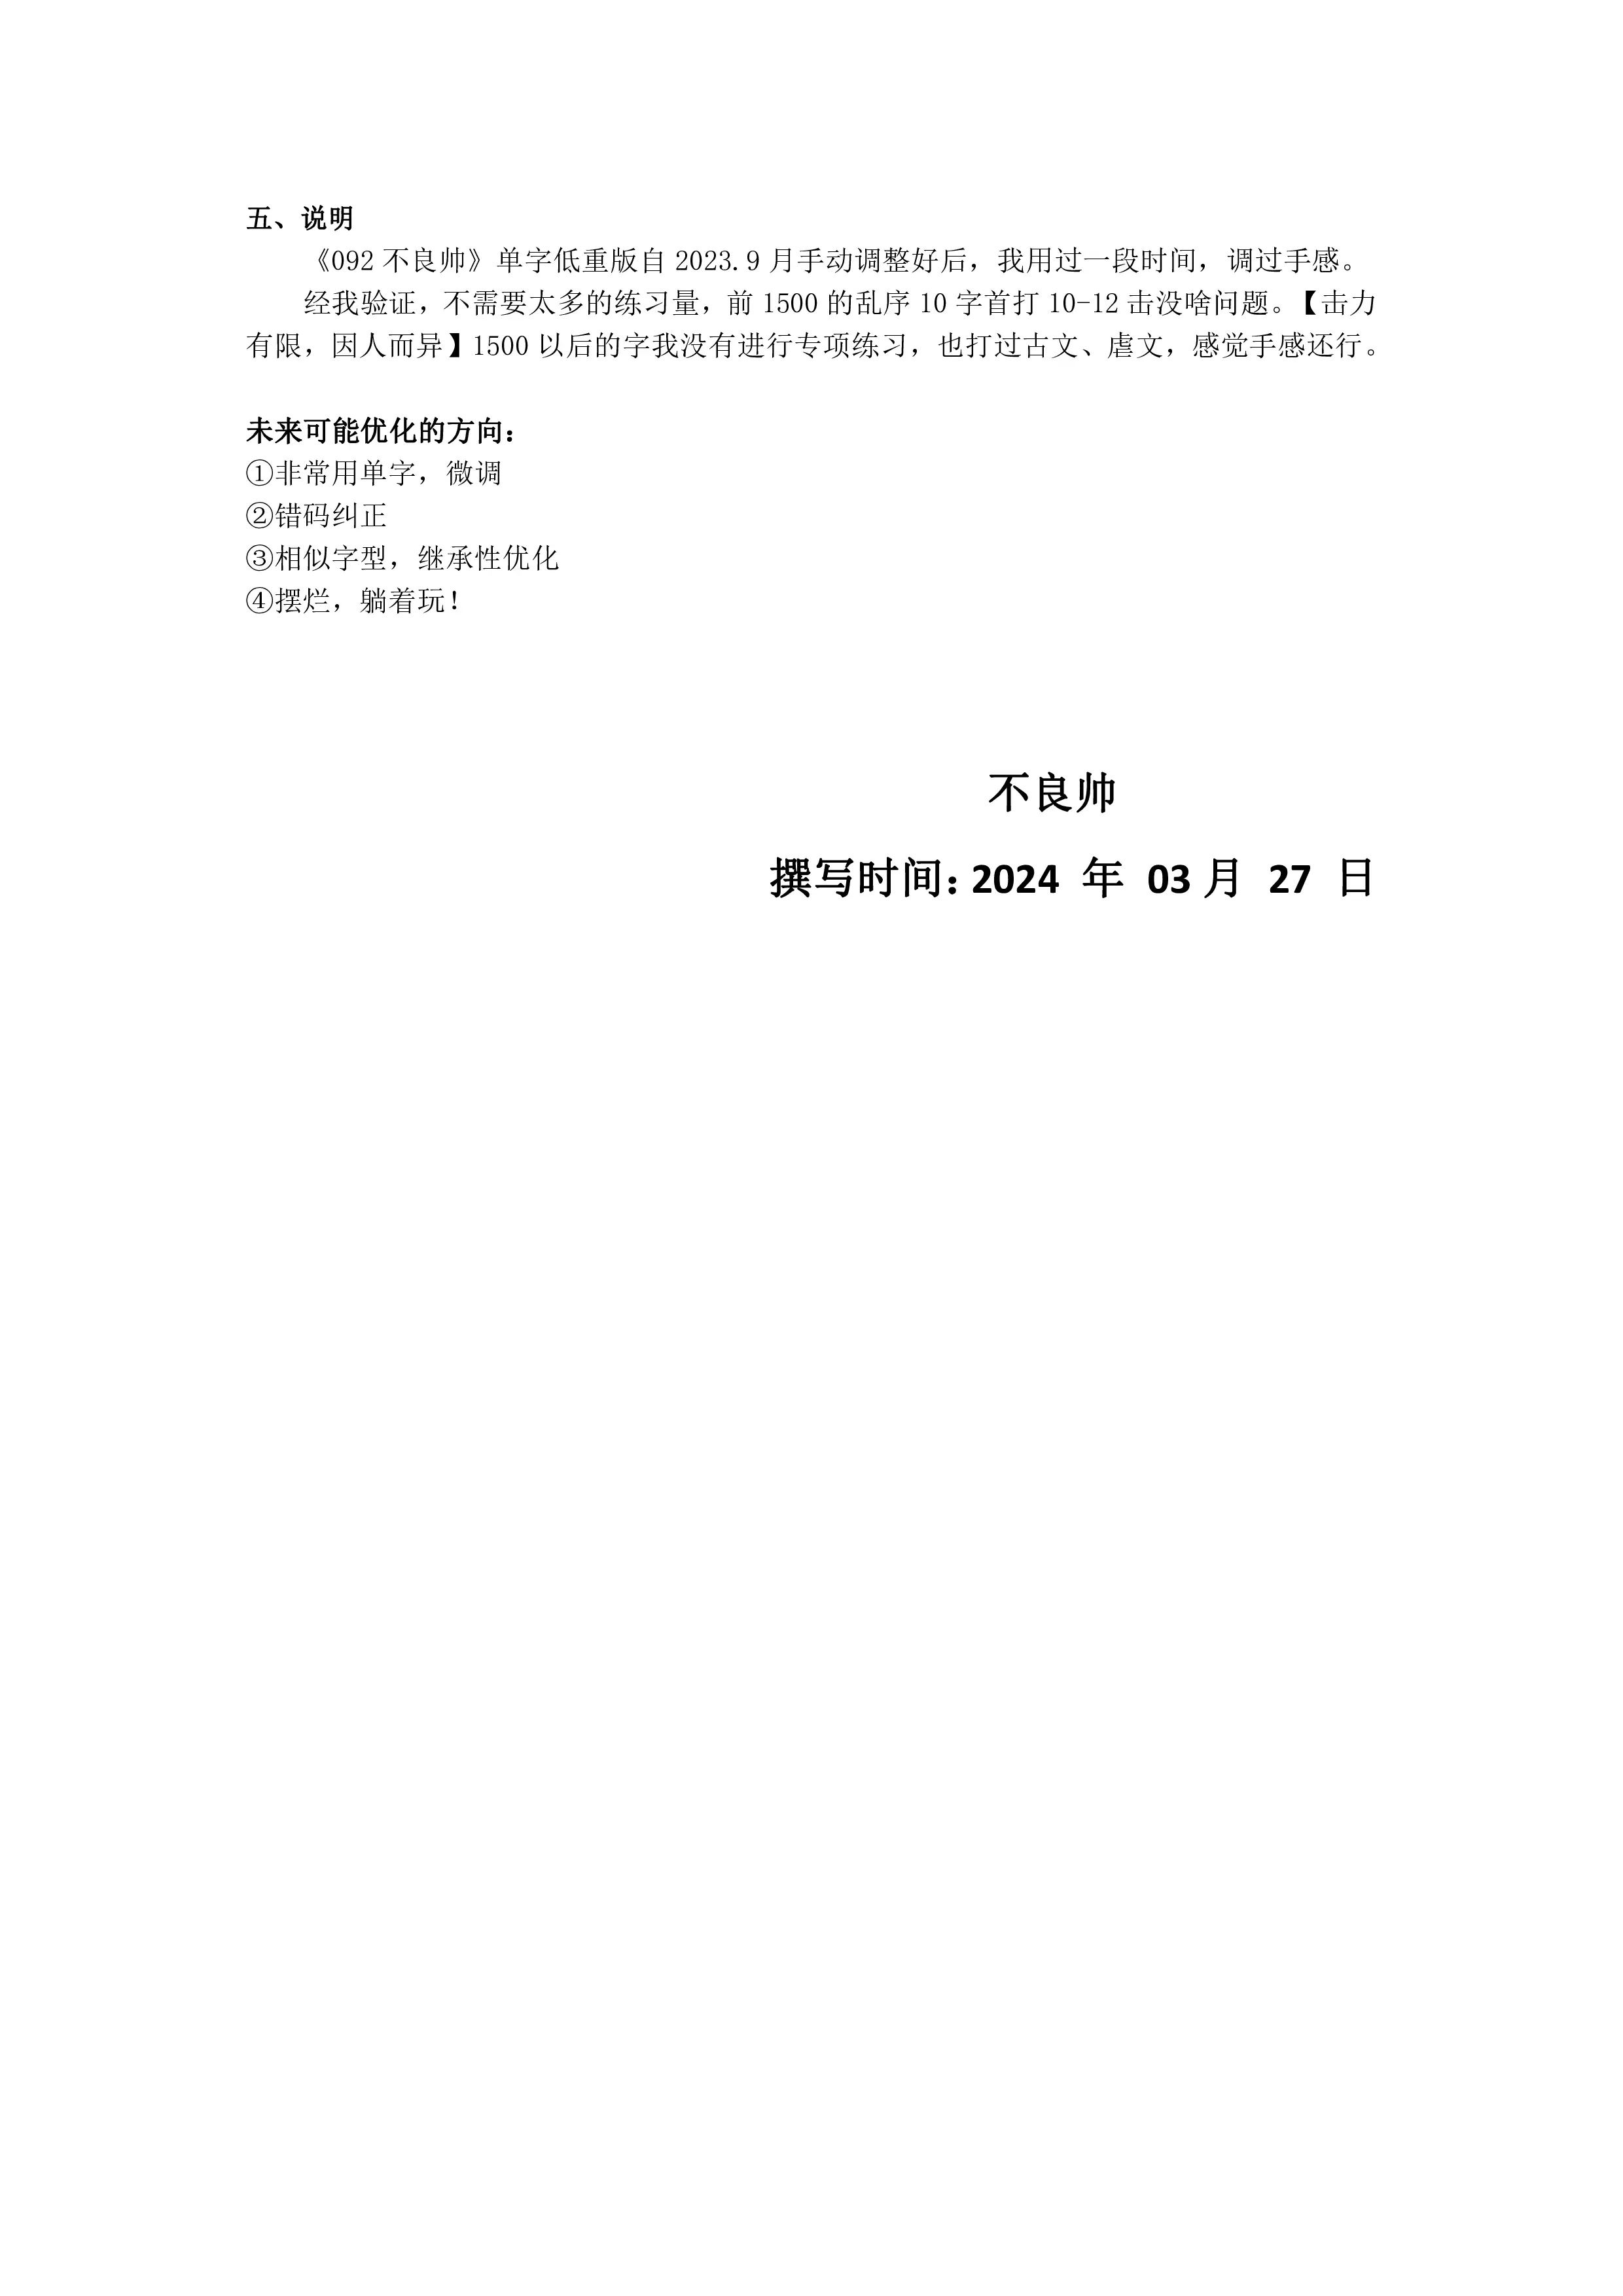 五、说明
《092 不良帅》单字低重版自 2023.9 月手动调整好后，我用过一段时间，调过手感。
经我验证，不需要太多的练习量，前 1500 的乱序 10 字首打 10-12 击没啥问题。【击力
有限，因人而异】1500 以后的字我没有进行专项练习，也打过古文、虐文，感觉手感还行。
未来可能优化的方向：
①非常用单字，微调
②错码纠正
③相似字型，继承性优化
④摆烂，躺着玩！
不良帅
撰写时间：2024 年 03 月 27 日